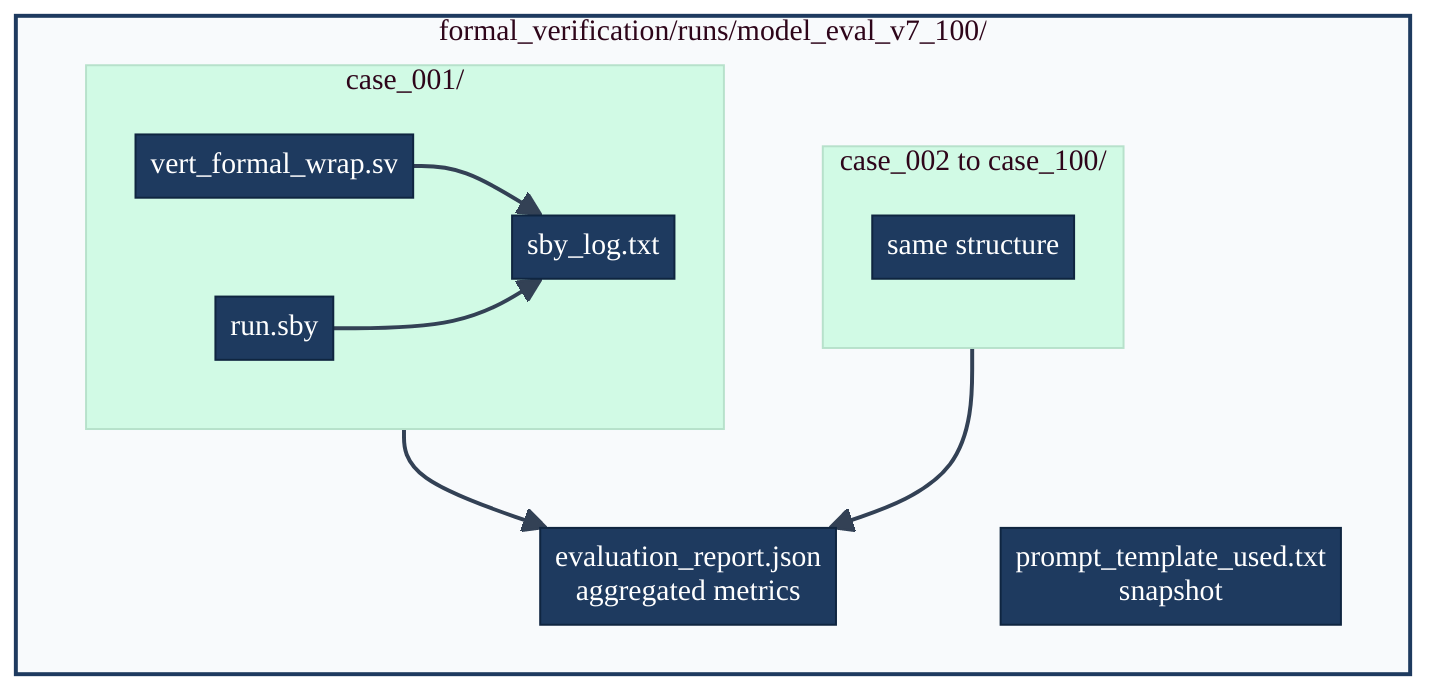 formal_verification/runs/model_eval_v7_100/
case_001/
vert_formal_wrap.sv
sby_log.txt
run.sby
case_002 to case_100/
same structure
evaluation_report.json
aggregated metrics
prompt_template_used.txt
snapshot